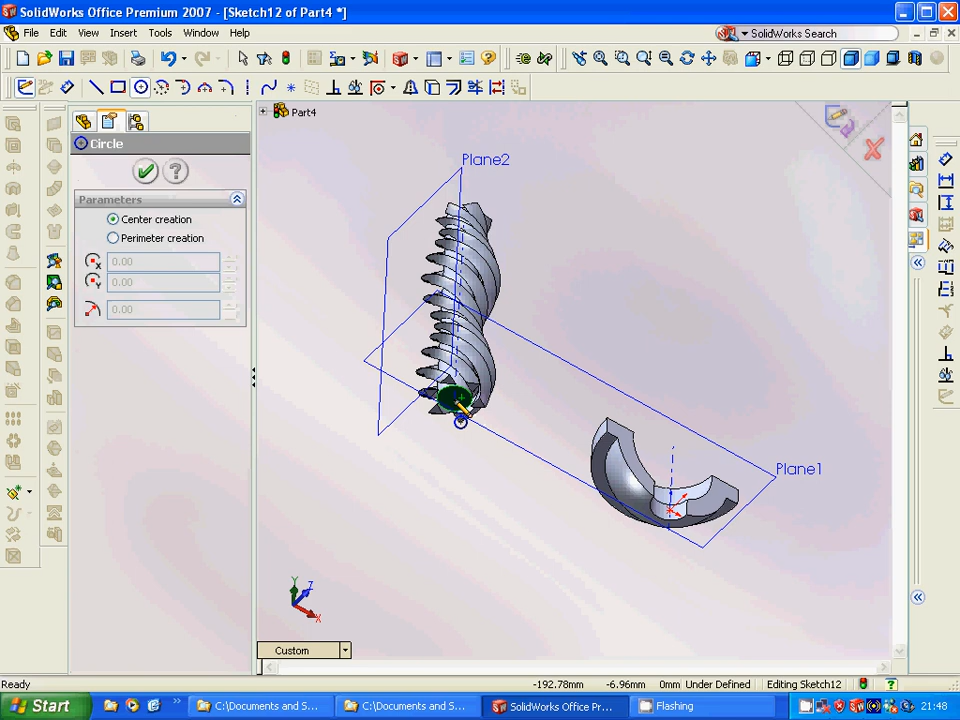 SolidWorks Office Premium 2007 - [Sketch12 of Part4 *]
File Edit View Insert Tools Window Help
SolidWorks Search
Part4
Circle
Parameters
Center creation
Perimeter creation
0.00
0.00
0.00
Plane2
Plane1
Y
Z
X
Custom
Ready
-192.78mm -6.96mm 0mm Under Defined Editing Sketch12
Start
C:\Documents and S...
C:\Documents and S...
SolidWorks Office Pr...
Flashing
21:48